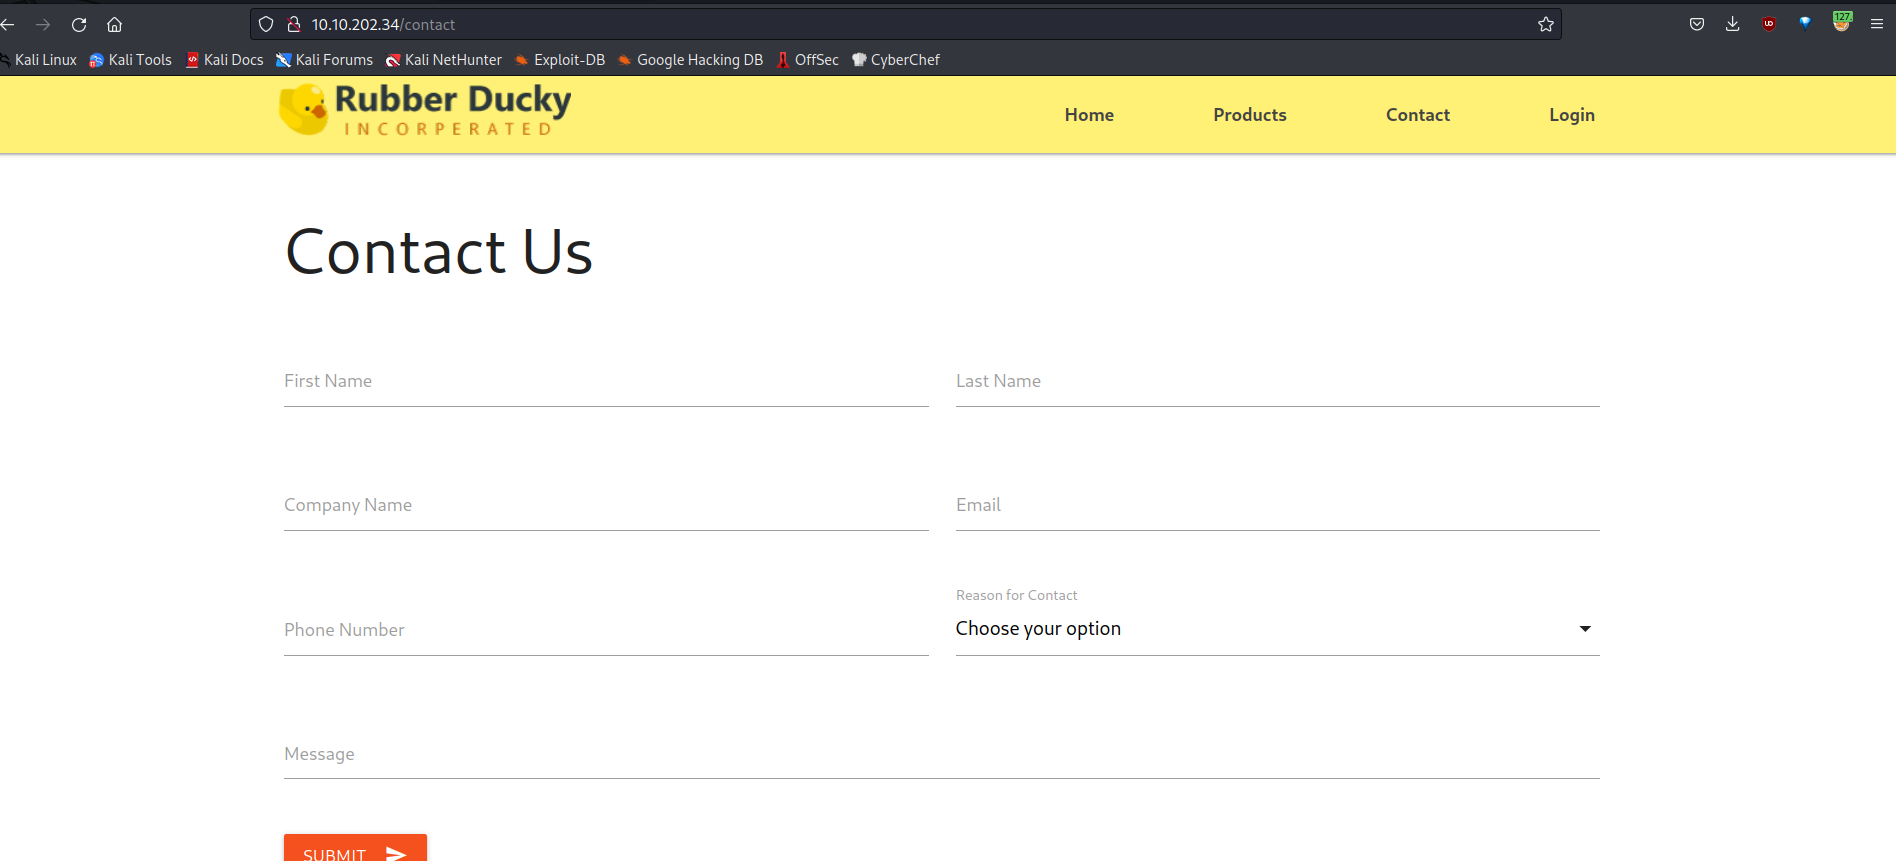 10.10.202.34/contact
127
Kali Linux Kali Tools Kali Docs Kali Forums Kali NetHunter Exploit-DB Google Hacking DB OffSec CyberChef
Rubber Ducky
INCORPERATED
Home Products Contact Login
Contact Us
First Name Last Name
Company Name Email
Reason for Contact
Phone Number Choose your option
Message
SUBMIT